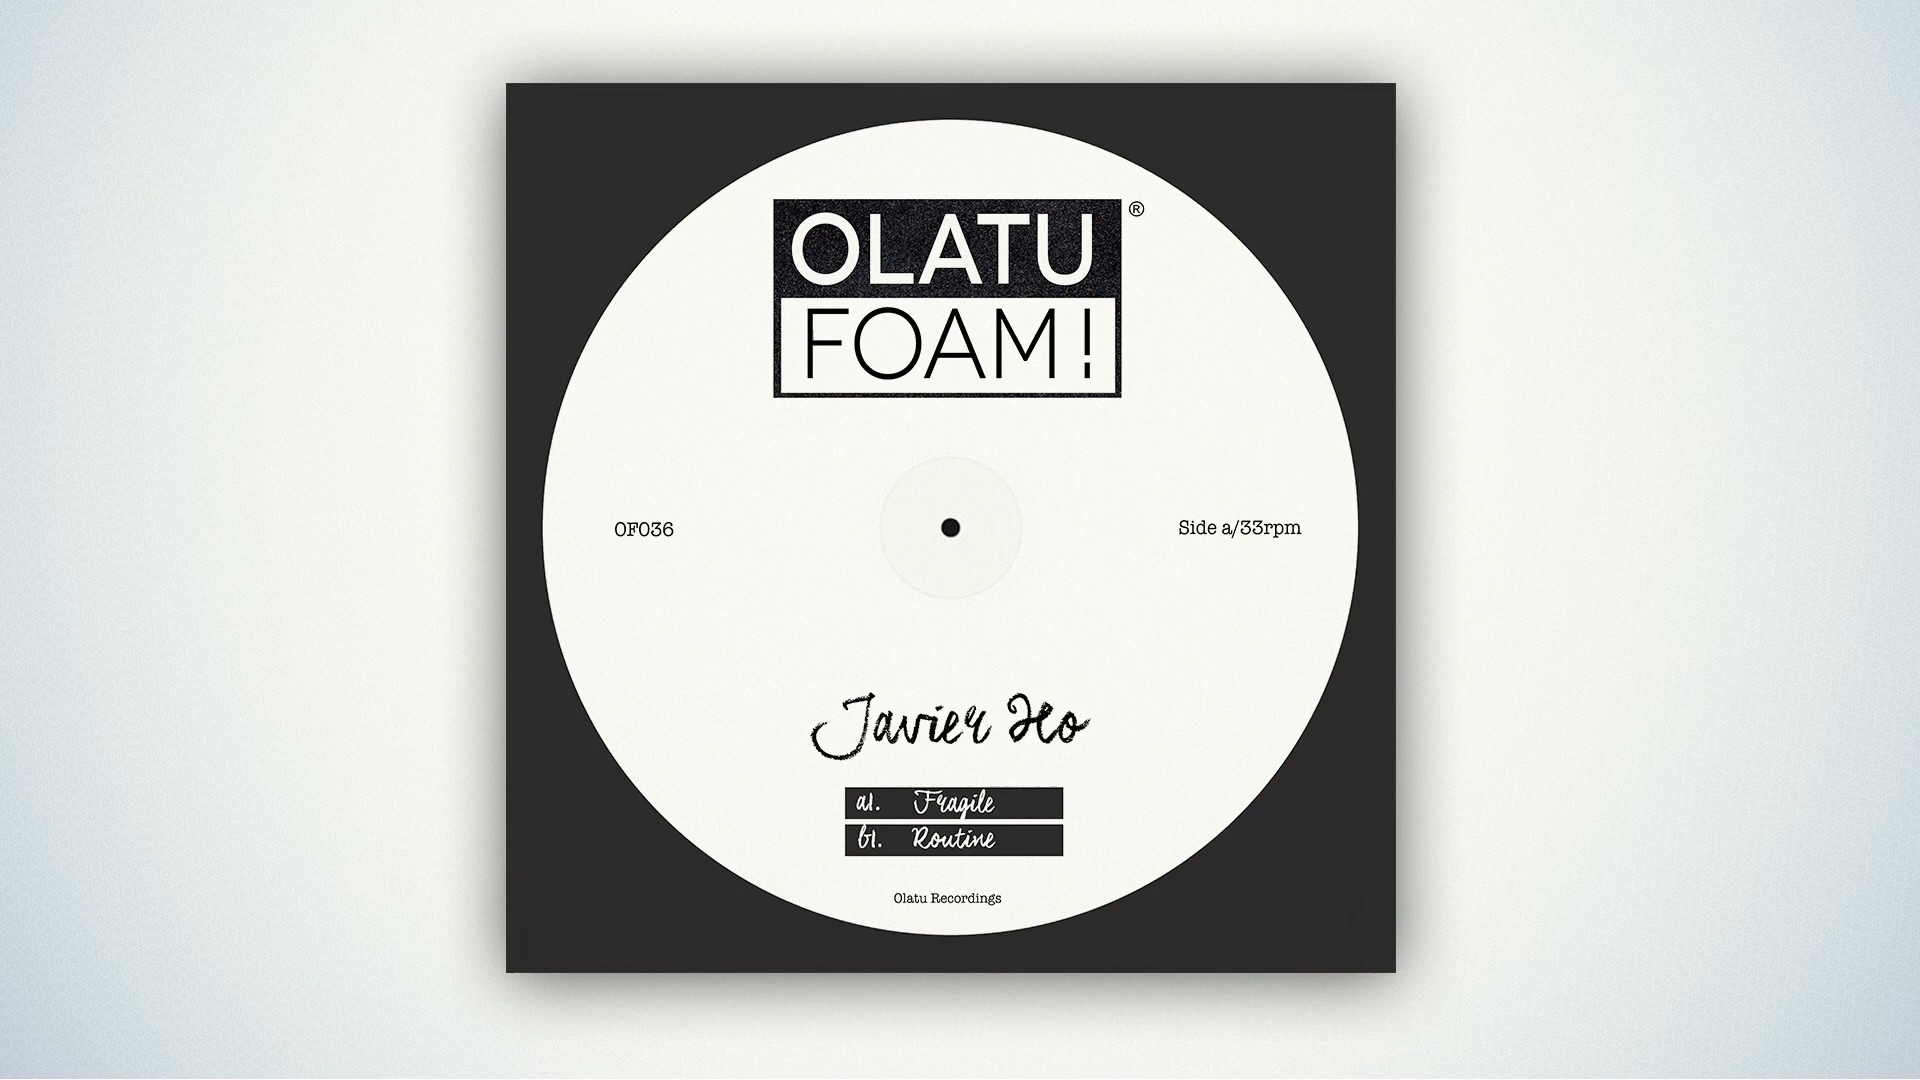 OLATU ®
FOAM!
OF036
Side a/33rpm
Javier Ho
a1. Fragile
b1. Routine
Olatu Recordings